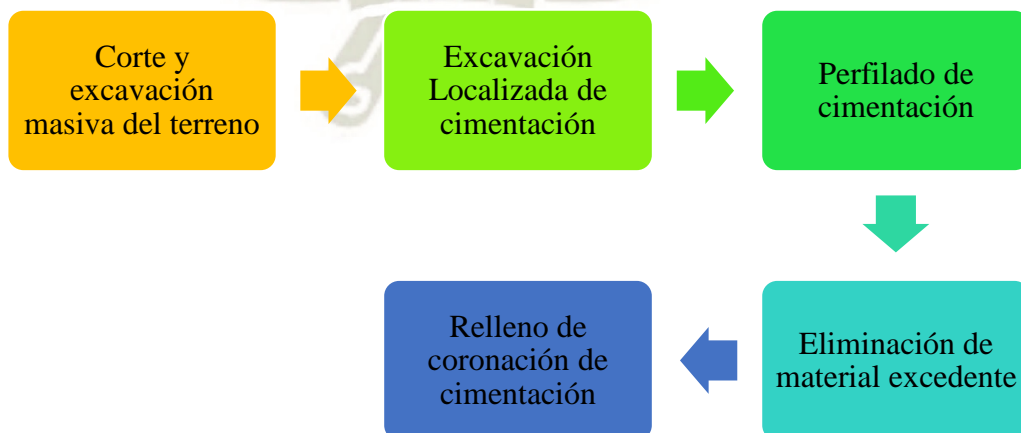 Corte y
excavación
masiva del terreno
Excavación
Localizada de
cimentación
Perfilado de
cimentación
Eliminación de
material excedente
Relleno de
coronación de
cimentación